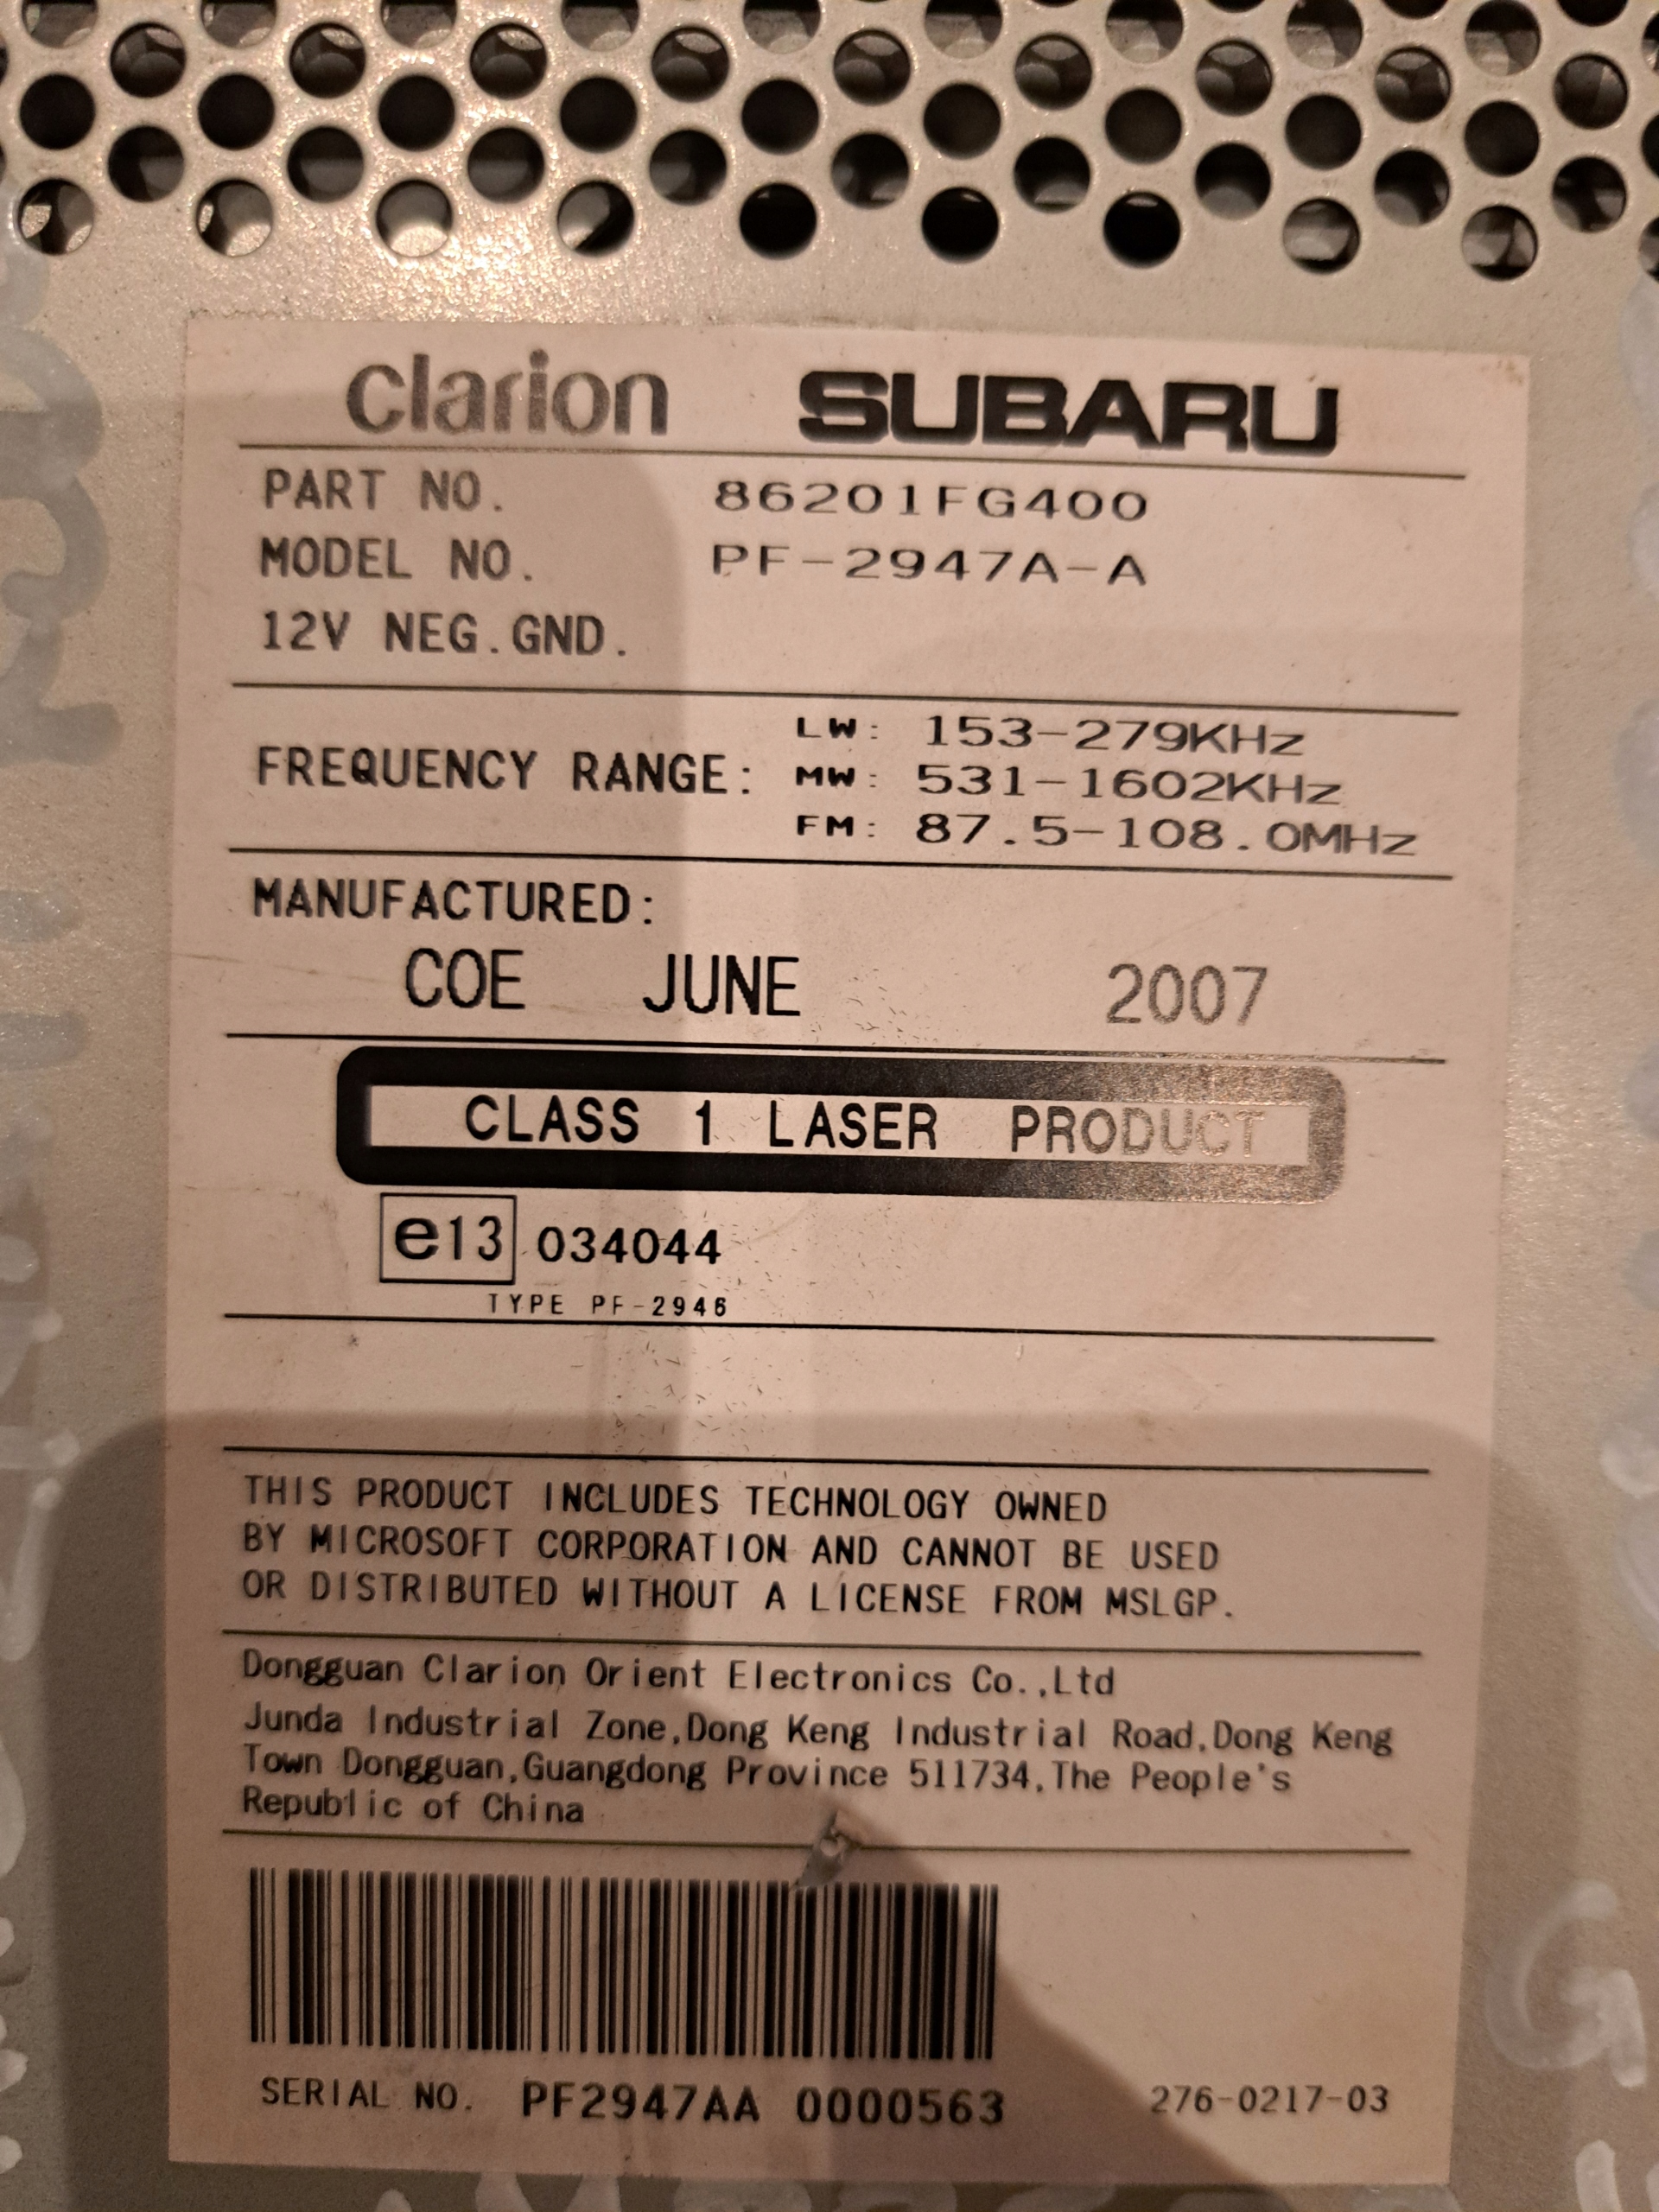 clarion SUBARU
PART NO. 86201FG400
MODEL NO. PF-2947A-A
12V NEG.GND.
FREQUENCY RANGE: LW: 153-279KHz
MW: 531-1602KHz
FM: 87.5-108.0MHz
MANUFACTURED:
COE JUNE 2007
CLASS 1 LASER PRODUCT
e13 034044
TYPE PF-2946
THIS PRODUCT INCLUDES TECHNOLOGY OWNED
BY MICROSOFT CORPORATION AND CANNOT BE USED
OR DISTRIBUTED WITHOUT A LICENSE FROM MSLGP.
Dongguan Clarion Orient Electronics Co.,Ltd
Junda Industrial Zone,Dong Keng Industrial Road,Dong Keng
Town Dongguan,Guangdong Province 511734,The People's
Republic of China
SERIAL NO. PF2947AA 0000563 276-0217-03